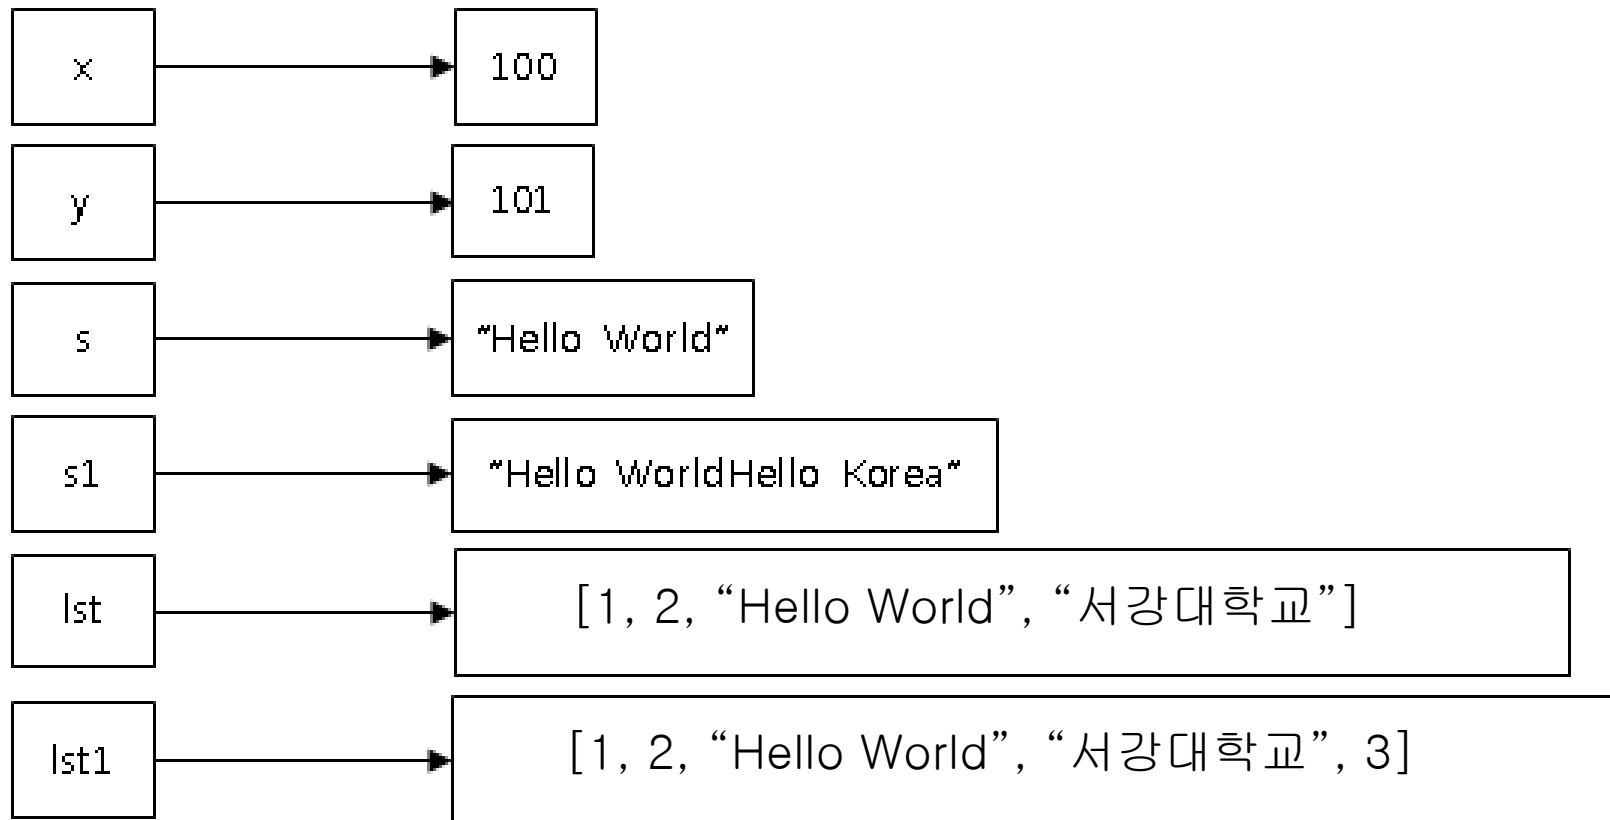 x 100
y 101
s "Hello World"
s1 "Hello WorldHello Korea"
lst [1, 2, “Hello World”, “서강대학교”]
lst1 [1, 2, “Hello World”, “서강대학교”, 3]